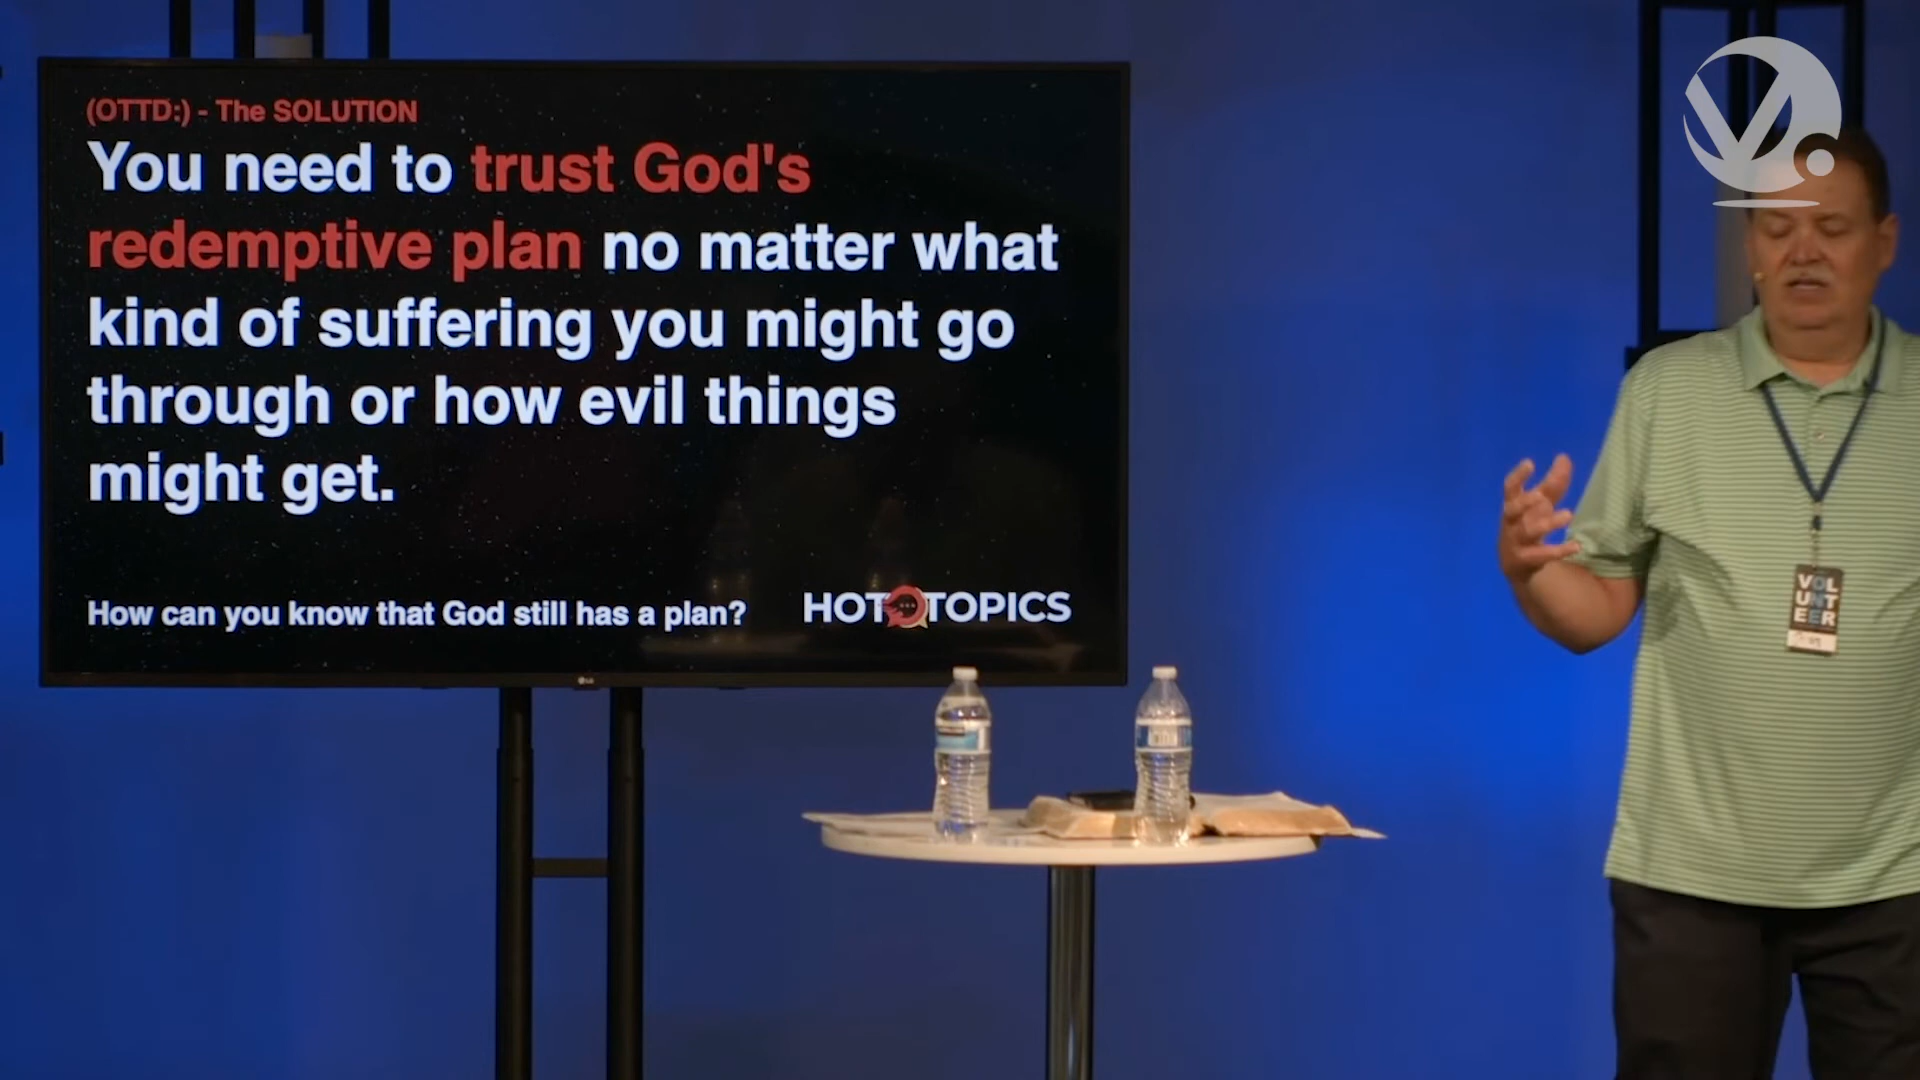 (OTTD:) - The SOLUTION
You need to trust God's
redemptive plan no matter what
kind of suffering you might go
through or how evil things
might get.
How can you know that God still has a plan?
HOT TOPICS
LG
VOL
UNT
EER